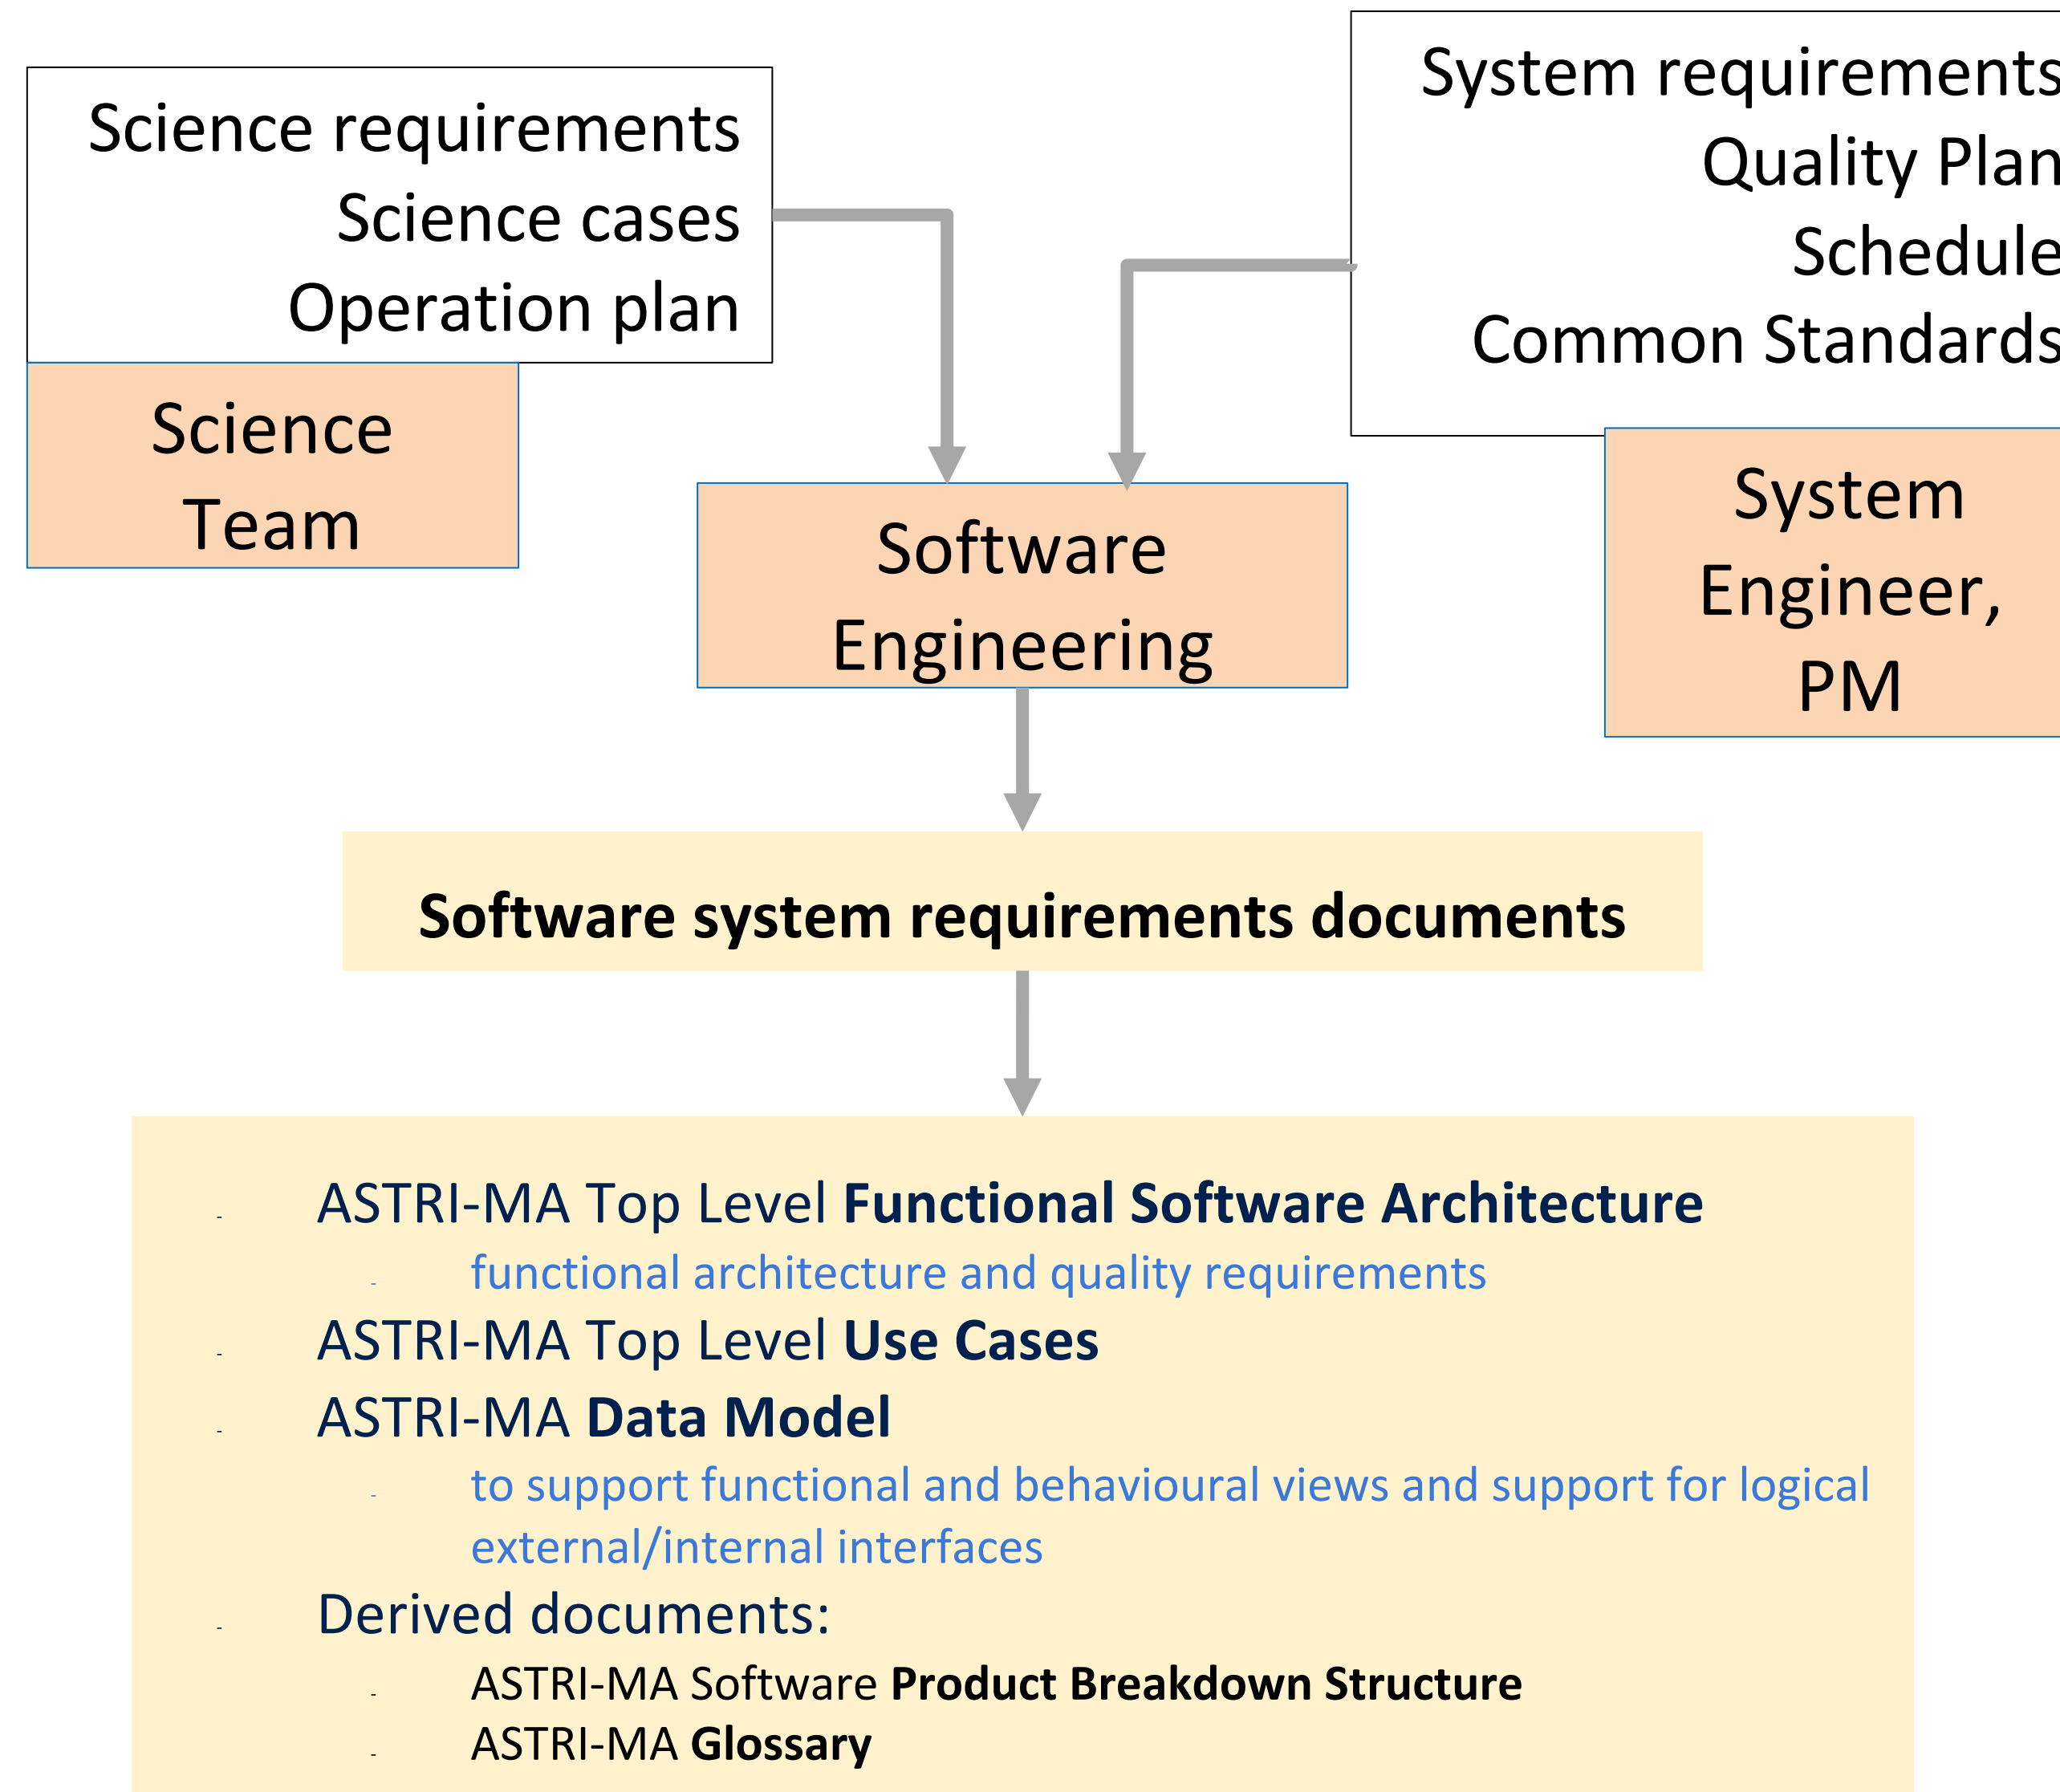 Science requirements
Science cases
Operation plan
Science
Team
System requirements
Quality Plan
Schedule
Common Standards
System
Engineer,
PM
Software
Engineering
Software system requirements documents
- ASTRI-MA Top Level Functional Software Architecture
- functional architecture and quality requirements
- ASTRI-MA Top Level Use Cases
- ASTRI-MA Data Model
- to support functional and behavioural views and support for logical
external/internal interfaces
- Derived documents:
- ASTRI-MA Software Product Breakdown Structure
- ASTRI-MA Glossary